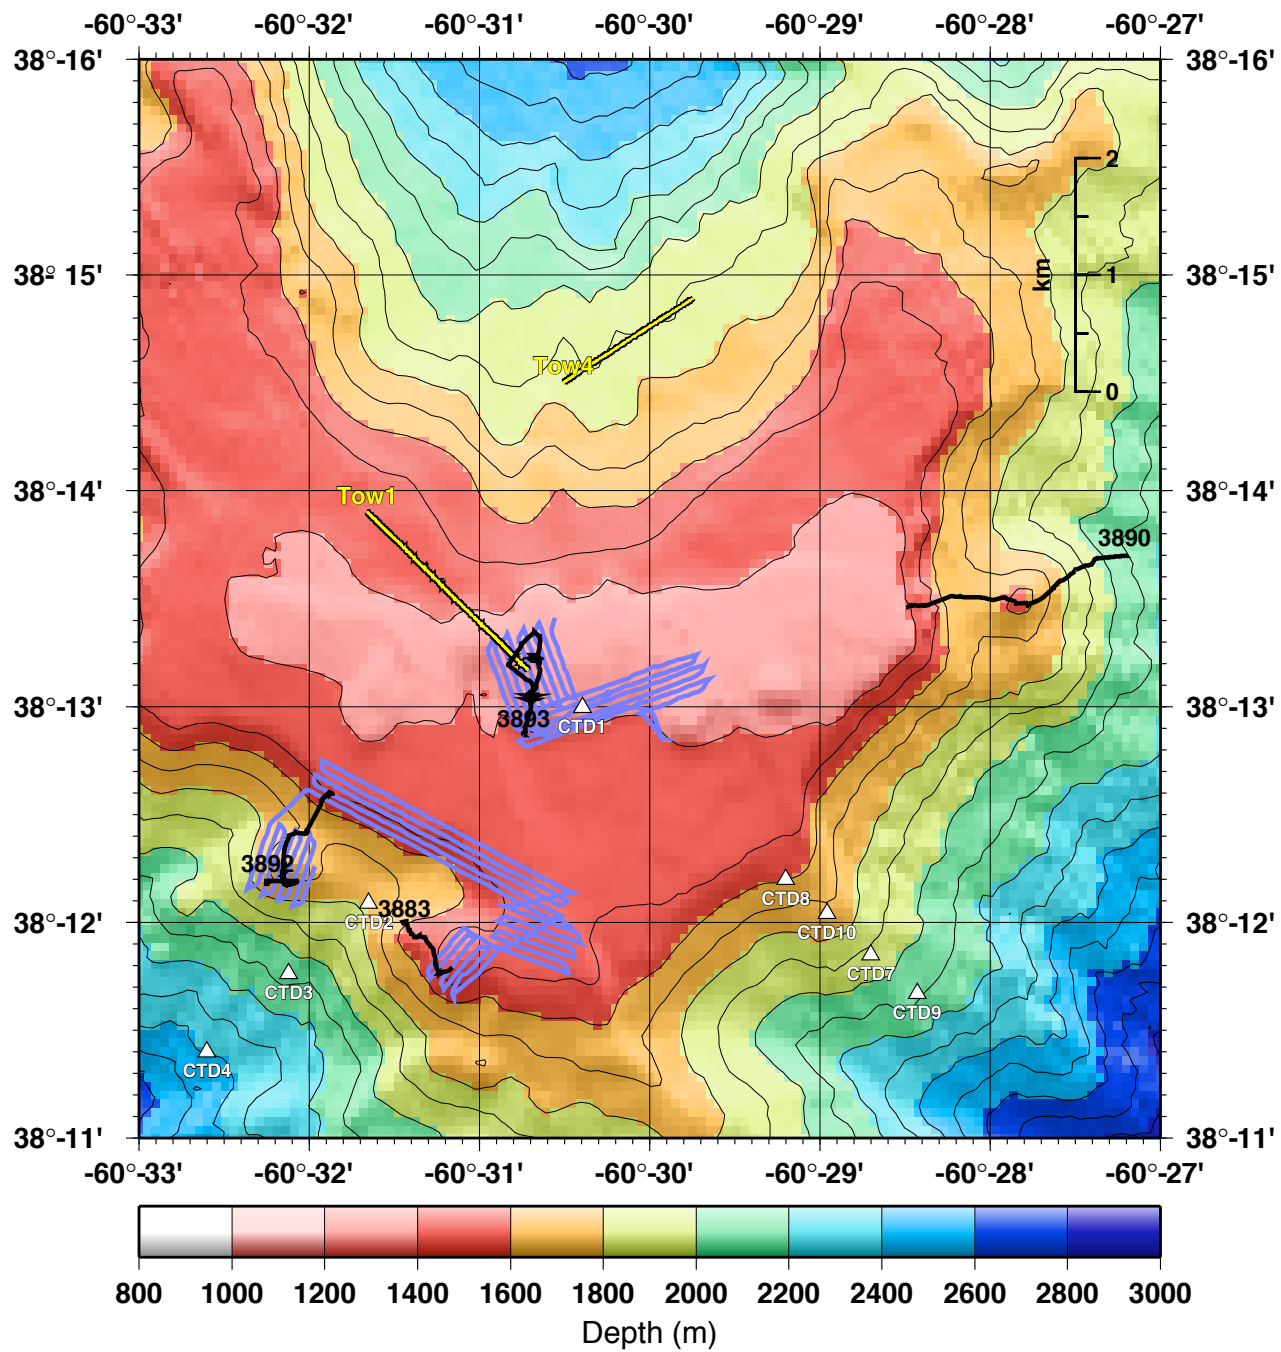 -60°-33' -60°-32' -60°-31' -60°-30' -60°-29' -60°-28' -60°-27'
38°-16' 38°-16'
2
38° 15' km 1 38°-15'
Tow4
0
38°-14' Tow1 38°-14'
3890
38°-13' 3893 CTD1 38°-13'
3892
CTD8
38°-12' CTD2 3883 CTD10 38°-12'
CTD7
CTD3 CTD9
CTD4
38°-11' 38°-11'
-60°-33' -60°-32' -60°-31' -60°-30' -60°-29' -60°-28' -60°-27'
800 1000 1200 1400 1600 1800 2000 2200 2400 2600 2800 3000
Depth (m)